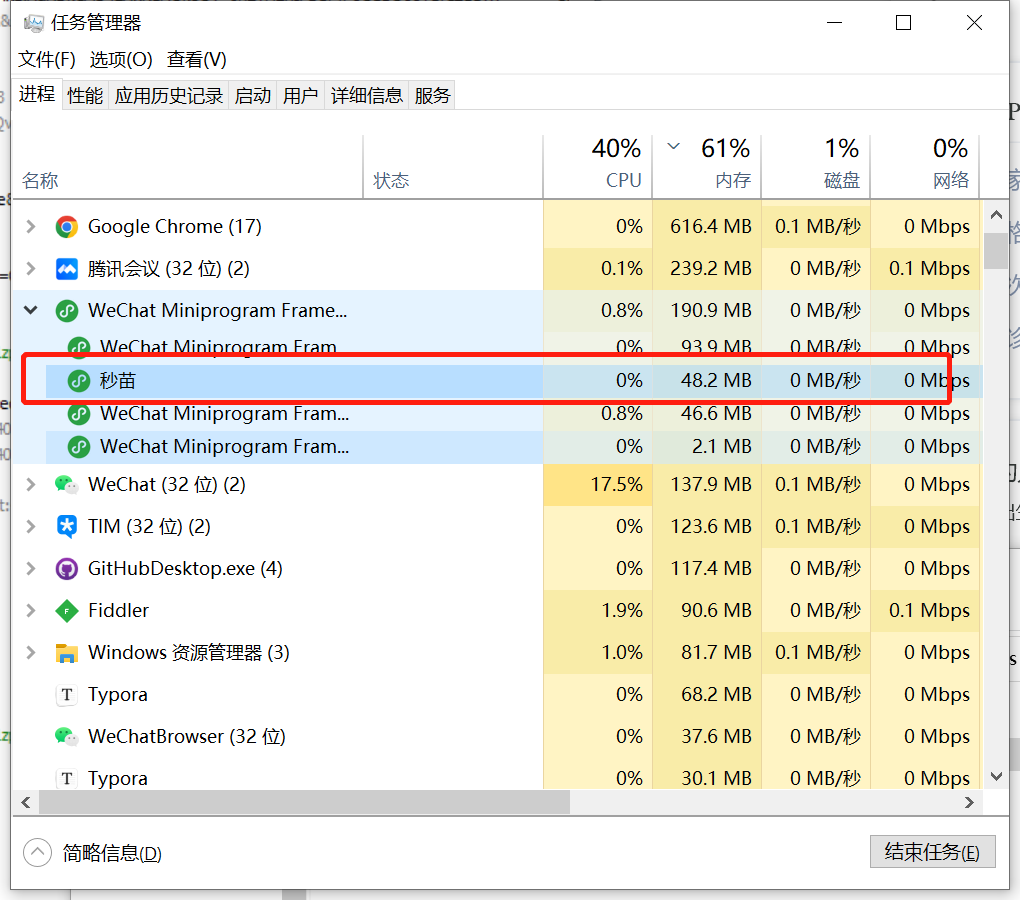 任务管理器
文件(F) 选项(O) 查看(V)
进程 性能 应用历史记录 启动 用户 详细信息 服务
40% 61% 1% 0%
名称 状态 CPU 内存 磁盘 网络
Google Chrome (17) 0% 616.4 MB 0.1 MB/秒 0 Mbps
腾讯会议 (32 位) (2) 0.1% 239.2 MB 0 MB/秒 0.1 Mbps
WeChat Miniprogram Frame... 0.8% 190.9 MB 0 MB/秒 0 Mbps
WeChat Miniprogram Fram 0% 93.9 MB 0 MB/秒 0 Mbps
秒苗 0% 48.2 MB 0 MB/秒 0 Mbps
WeChat Miniprogram Fram... 0.8% 46.6 MB 0 MB/秒 0 Mbps
WeChat Miniprogram Fram... 0% 2.1 MB 0 MB/秒 0 Mbps
WeChat (32 位) (2) 17.5% 137.9 MB 0.1 MB/秒 0 Mbps
TIM (32 位) (2) 0% 123.6 MB 0.1 MB/秒 0 Mbps
GitHubDesktop.exe (4) 0% 117.4 MB 0 MB/秒 0 Mbps
Fiddler 1.9% 90.6 MB 0 MB/秒 0.1 Mbps
Windows 资源管理器 (3) 1.0% 81.7 MB 0.1 MB/秒 0 Mbps
Typora 0% 68.2 MB 0 MB/秒 0 Mbps
WeChatBrowser (32 位) 0% 37.6 MB 0 MB/秒 0 Mbps
Typora 0% 30.1 MB 0 MB/秒 0 Mbps
简略信息(D) 结束任务(E)